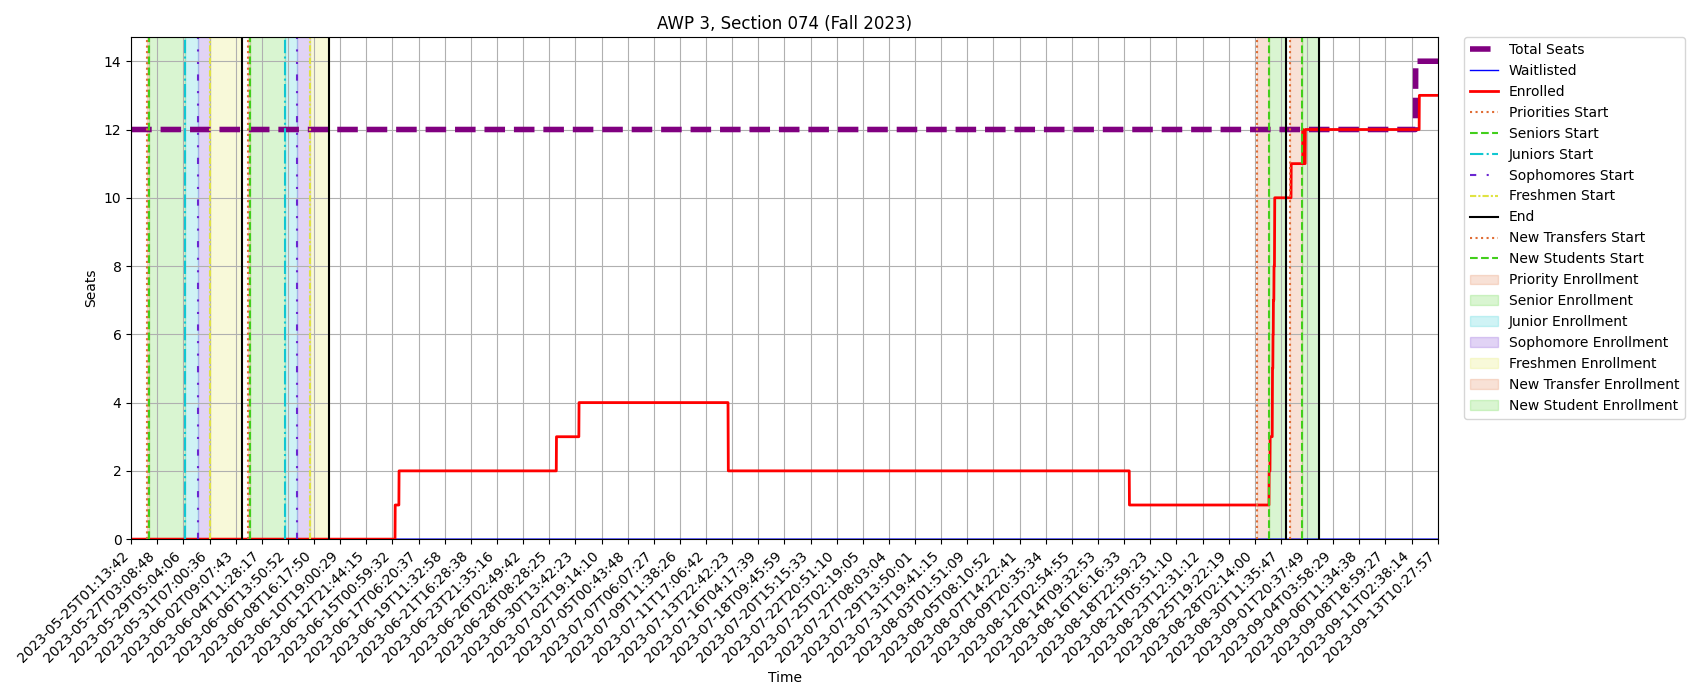 AWP 3, Section 074 (Fall 2023)
Seats
14
12
10
8
6
4
2
0
2023-05-25T01:13:42
2023-05-27T03:08:48
2023-05-29T05:04:06
2023-05-31T07:00:36
2023-06-02T09:07:43
2023-06-04T11:28:17
2023-06-06T13:50:52
2023-06-08T16:17:50
2023-06-10T19:00:29
2023-06-12T21:44:15
2023-06-15T01:59:32
2023-06-17T06:20:37
2023-06-19T11:32:58
2023-06-21T16:28:38
2023-06-23T21:35:16
2023-06-26T02:49:42
2023-06-28T08:28:25
2023-06-30T13:42:23
2023-07-02T19:14:10
2023-07-05T00:43:48
2023-07-07T06:07:27
2023-07-09T11:38:26
2023-07-11T17:06:42
2023-07-13T22:42:23
2023-07-16T04:17:39
2023-07-18T09:45:59
2023-07-20T15:15:33
2023-07-22T20:51:10
2023-07-25T02:19:05
2023-07-27T08:03:04
2023-07-29T13:50:01
2023-07-31T19:41:15
2023-08-03T01:51:09
2023-08-05T08:10:52
2023-08-07T14:22:41
2023-08-09T20:35:34
2023-08-12T02:54:55
2023-08-14T09:32:53
2023-08-16T16:16:33
2023-08-18T22:59:23
2023-08-21T05:51:10
2023-08-23T12:31:12
2023-08-25T19:22:19
2023-08-28T02:14:00
2023-08-30T11:35:47
2023-09-01T20:37:49
2023-09-04T03:58:29
2023-09-06T11:34:38
2023-09-08T18:59:27
2023-09-11T02:38:14
2023-09-13T10:27:57
Time
Total Seats
Waitlisted
Enrolled
Priorities Start
Seniors Start
Juniors Start
Sophomores Start
Freshmen Start
End
New Transfers Start
New Students Start
Priority Enrollment
Senior Enrollment
Junior Enrollment
Sophomore Enrollment
Freshmen Enrollment
New Transfer Enrollment
New Student Enrollment